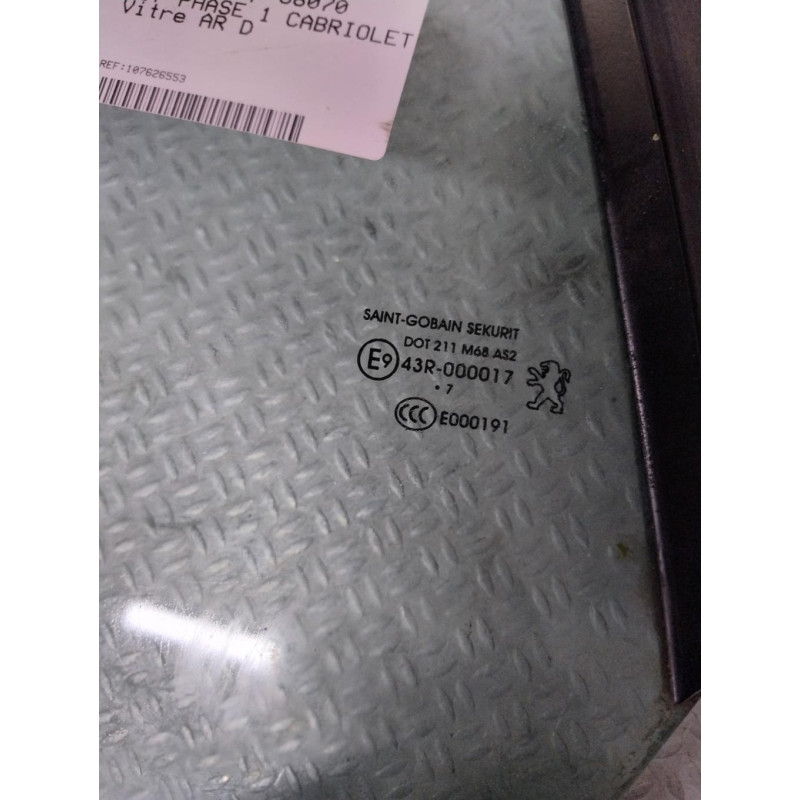 PHASE 1 CABRIOLET
Vitre AR D
REF:107626553
SAINT-GOBAIN SEKURIT
DOT 211 M68 AS2
E9 43R-000017
• 7
CCC E000191